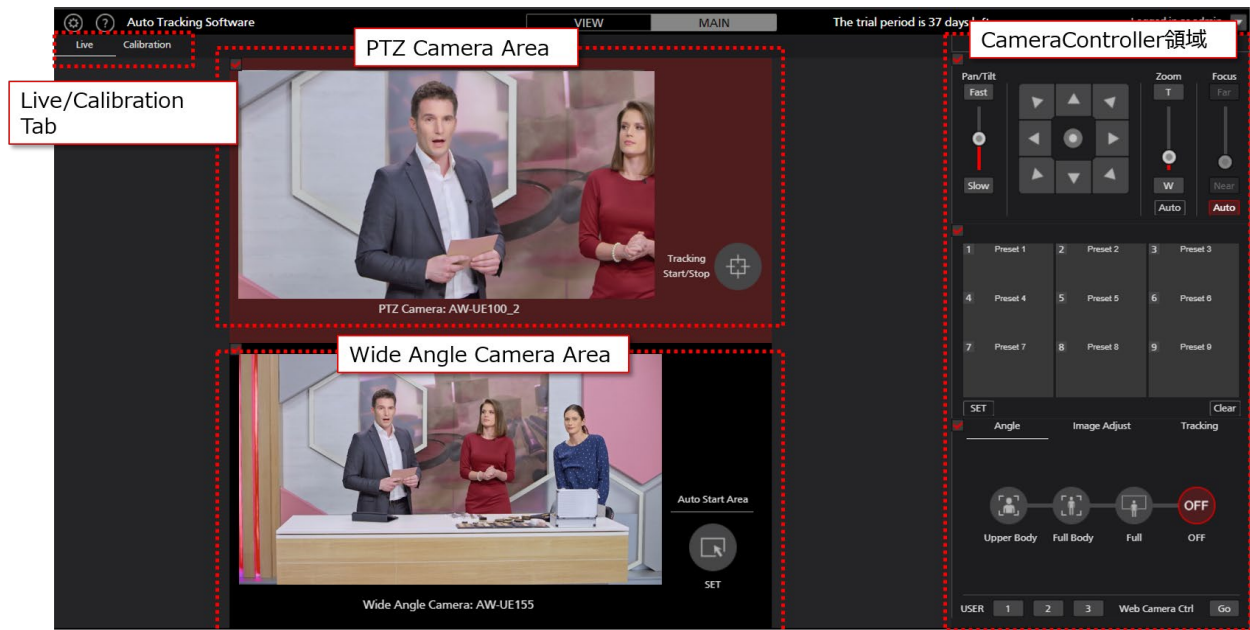 Auto Tracking Software
VIEW
MAIN
The trial period is 37 days left
Logged in as admin
Live
Calibration
PTZ Camera Area
CameraController領域
Live/Calibration
Tab
Tracking
Start/Stop
PTZ Camera: AW-UE100_2
Wide Angle Camera Area
Auto Start Area
SET
Wide Angle Camera: AW-UE155
Pan/Tilt
Zoom
Focus
Fast
T
Far
Slow
W
Near
Auto
Auto
1 Preset 1
2 Preset 2
3 Preset 3
4 Preset 4
5 Preset 5
6 Preset 6
7 Preset 7
8 Preset 8
9 Preset 9
SET
Clear
Angle
Image Adjust
Tracking
OFF
Upper Body
Full Body
Full
OFF
USER
1
2
3
Web Camera Ctrl
Go